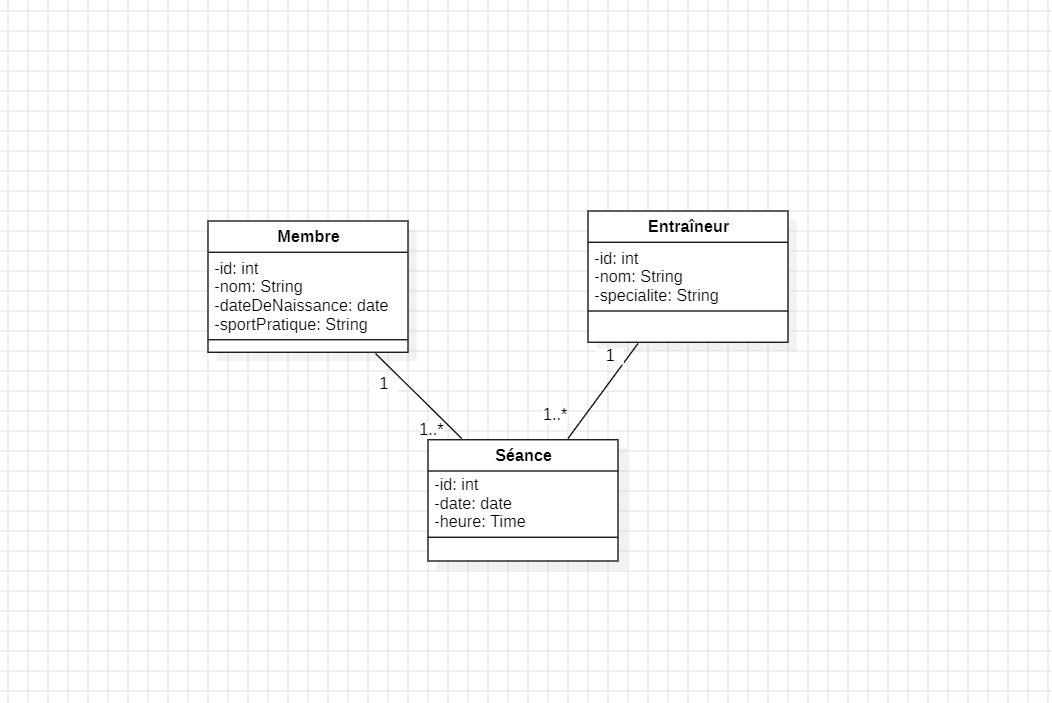 Membre
-id: int
-nom: String
-dateDeNaissance: date
-sportPratique: String
Entraîneur
-id: int
-nom: String
-specialite: String
1
1
1..*
1..*
Séance
-id: int
-date: date
-heure: Time